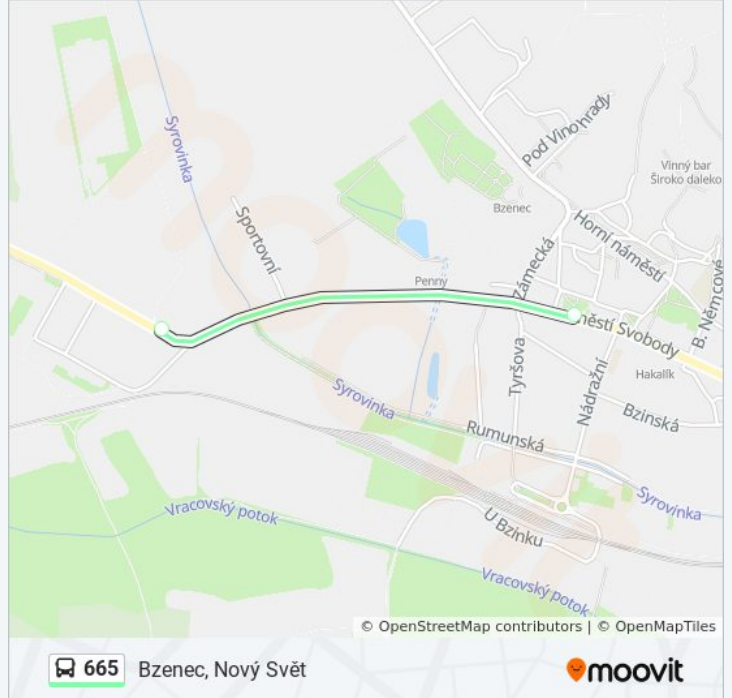 Syrovinka
Pod Vinohrady
Vinný bar
Široko daleko
Bzenec
Sportovní
Horní náměstí
Zámecká
Penny
městí Svobody
B. Němcové
Hakalík
Tyršova
Nádražní
Syrovinka
Bzinská
Rumunská
Syrovinka
Vracovský potok
U Bzinku
Vracovský potok
© OpenStreetMap contributors | © OpenMapTiles
665 Bzenec, Nový Svět
moovit